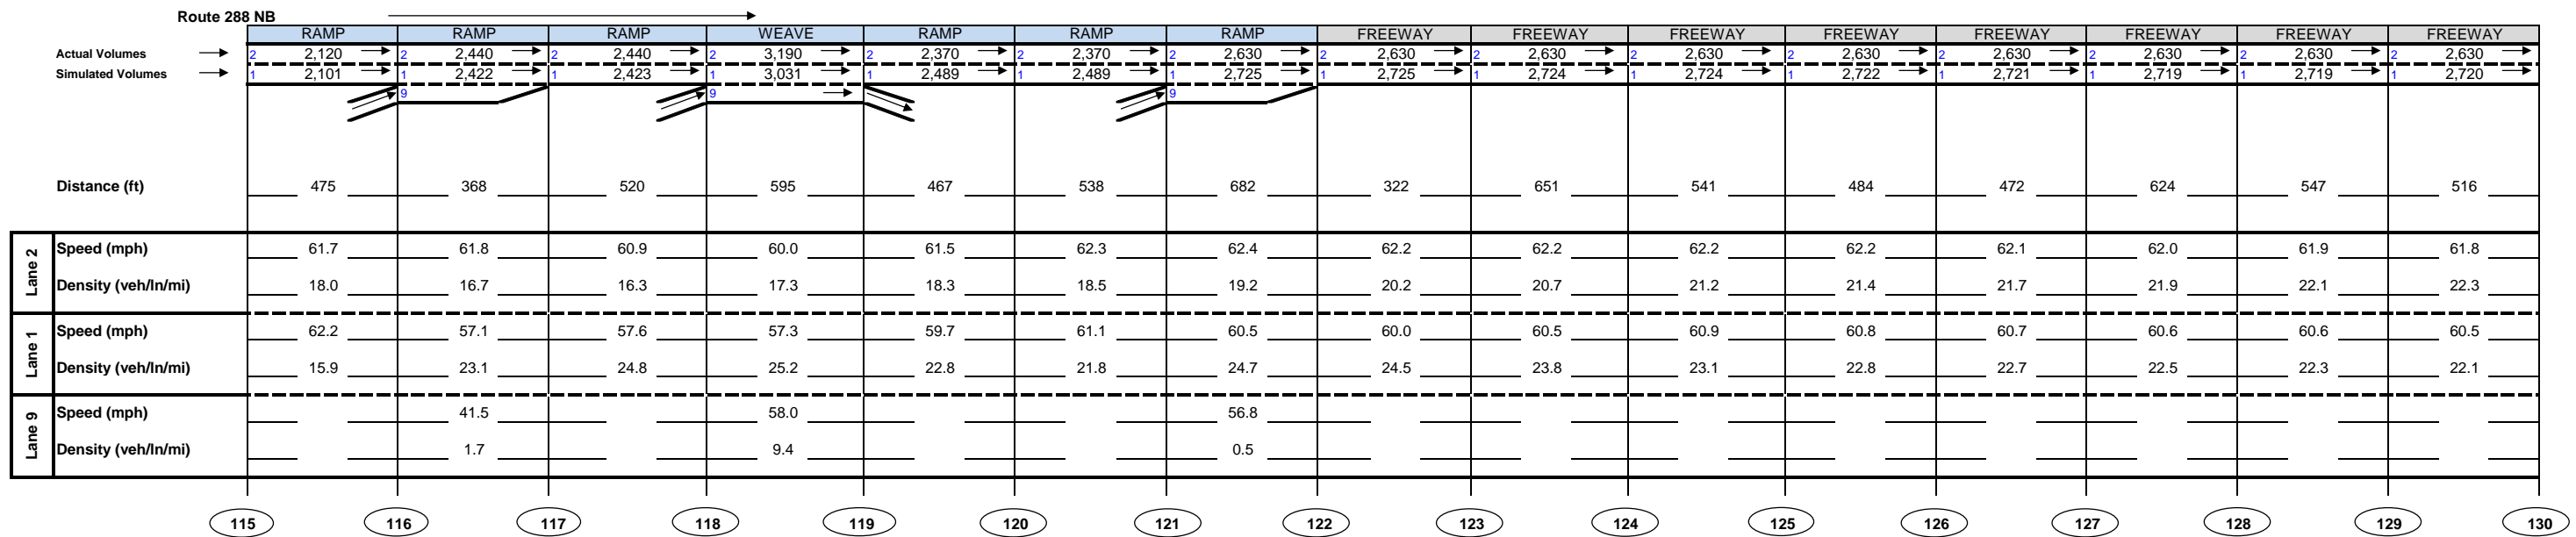 Route 288 NB
RAMP RAMP RAMP WEAVE RAMP RAMP RAMP FREEWAY FREEWAY FREEWAY FREEWAY FREEWAY FREEWAY FREEWAY FREEWAY
Actual Volumes 2 2,120 2 2,440 2 2,440 2 3,190 2 2,370 2 2,370 2 2,630 2 2,630 2 2,630 2 2,630 2 2,630 2 2,630 2 2,630 2 2,630 2 2,630
Simulated Volumes 1 2,101 1 2,422 1 2,423 1 3,031 1 2,489 1 2,489 1 2,725 1 2,725 1 2,724 1 2,724 1 2,722 1 2,721 1 2,719 1 2,719 1 2,720
9 9 9
Distance (ft) 475 368 520 595 467 538 682 322 651 541 484 472 624 547 516
Lane 2
Speed (mph) 61.7 61.8 60.9 60.0 61.5 62.3 62.4 62.2 62.2 62.2 62.2 62.1 62.0 61.9 61.8
Density (veh/ln/mi) 18.0 16.7 16.3 17.3 18.3 18.5 19.2 20.2 20.7 21.2 21.4 21.7 21.9 22.1 22.3
Lane 1
Speed (mph) 62.2 57.1 57.6 57.3 59.7 61.1 60.5 60.0 60.5 60.9 60.8 60.7 60.6 60.6 60.5
Density (veh/ln/mi) 15.9 23.1 24.8 25.2 22.8 21.8 24.7 24.5 23.8 23.1 22.8 22.7 22.5 22.3 22.1
Lane 9
Speed (mph) 41.5 58.0 56.8
Density (veh/ln/mi) 1.7 9.4 0.5
115 116 117 118 119 120 121 122 123 124 125 126 127 128 129 130